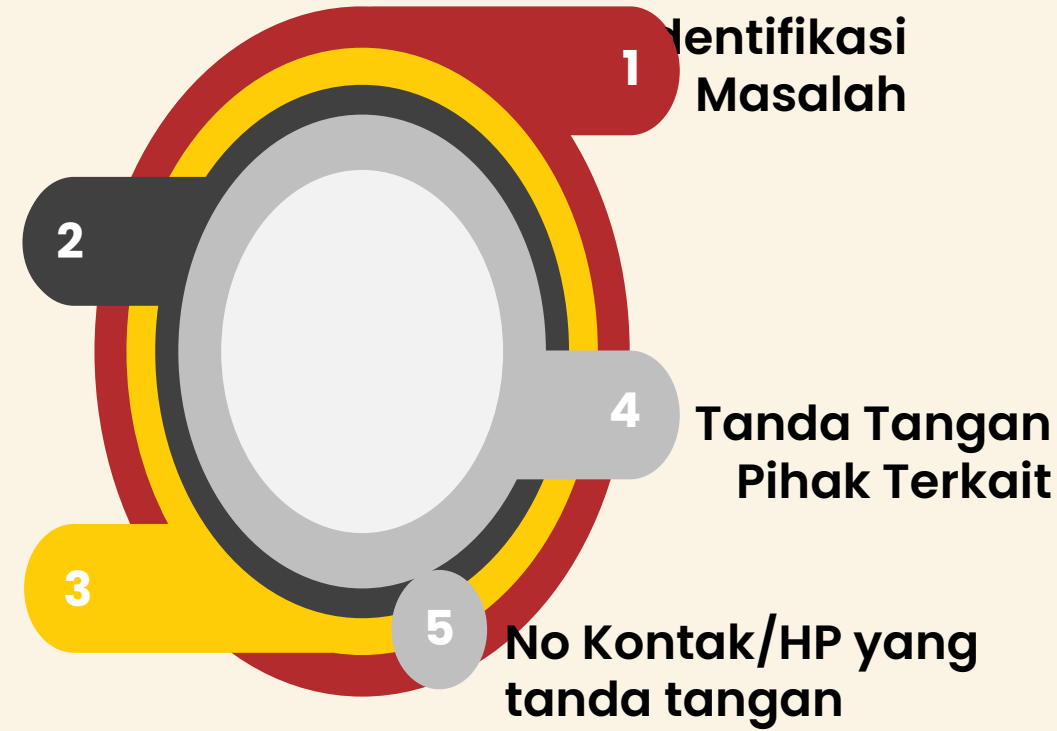 1
dentifikasi
Masalah
2
4
Tanda Tangan
Pihak Terkait
3
5
No Kontak/HP yang
tanda tangan